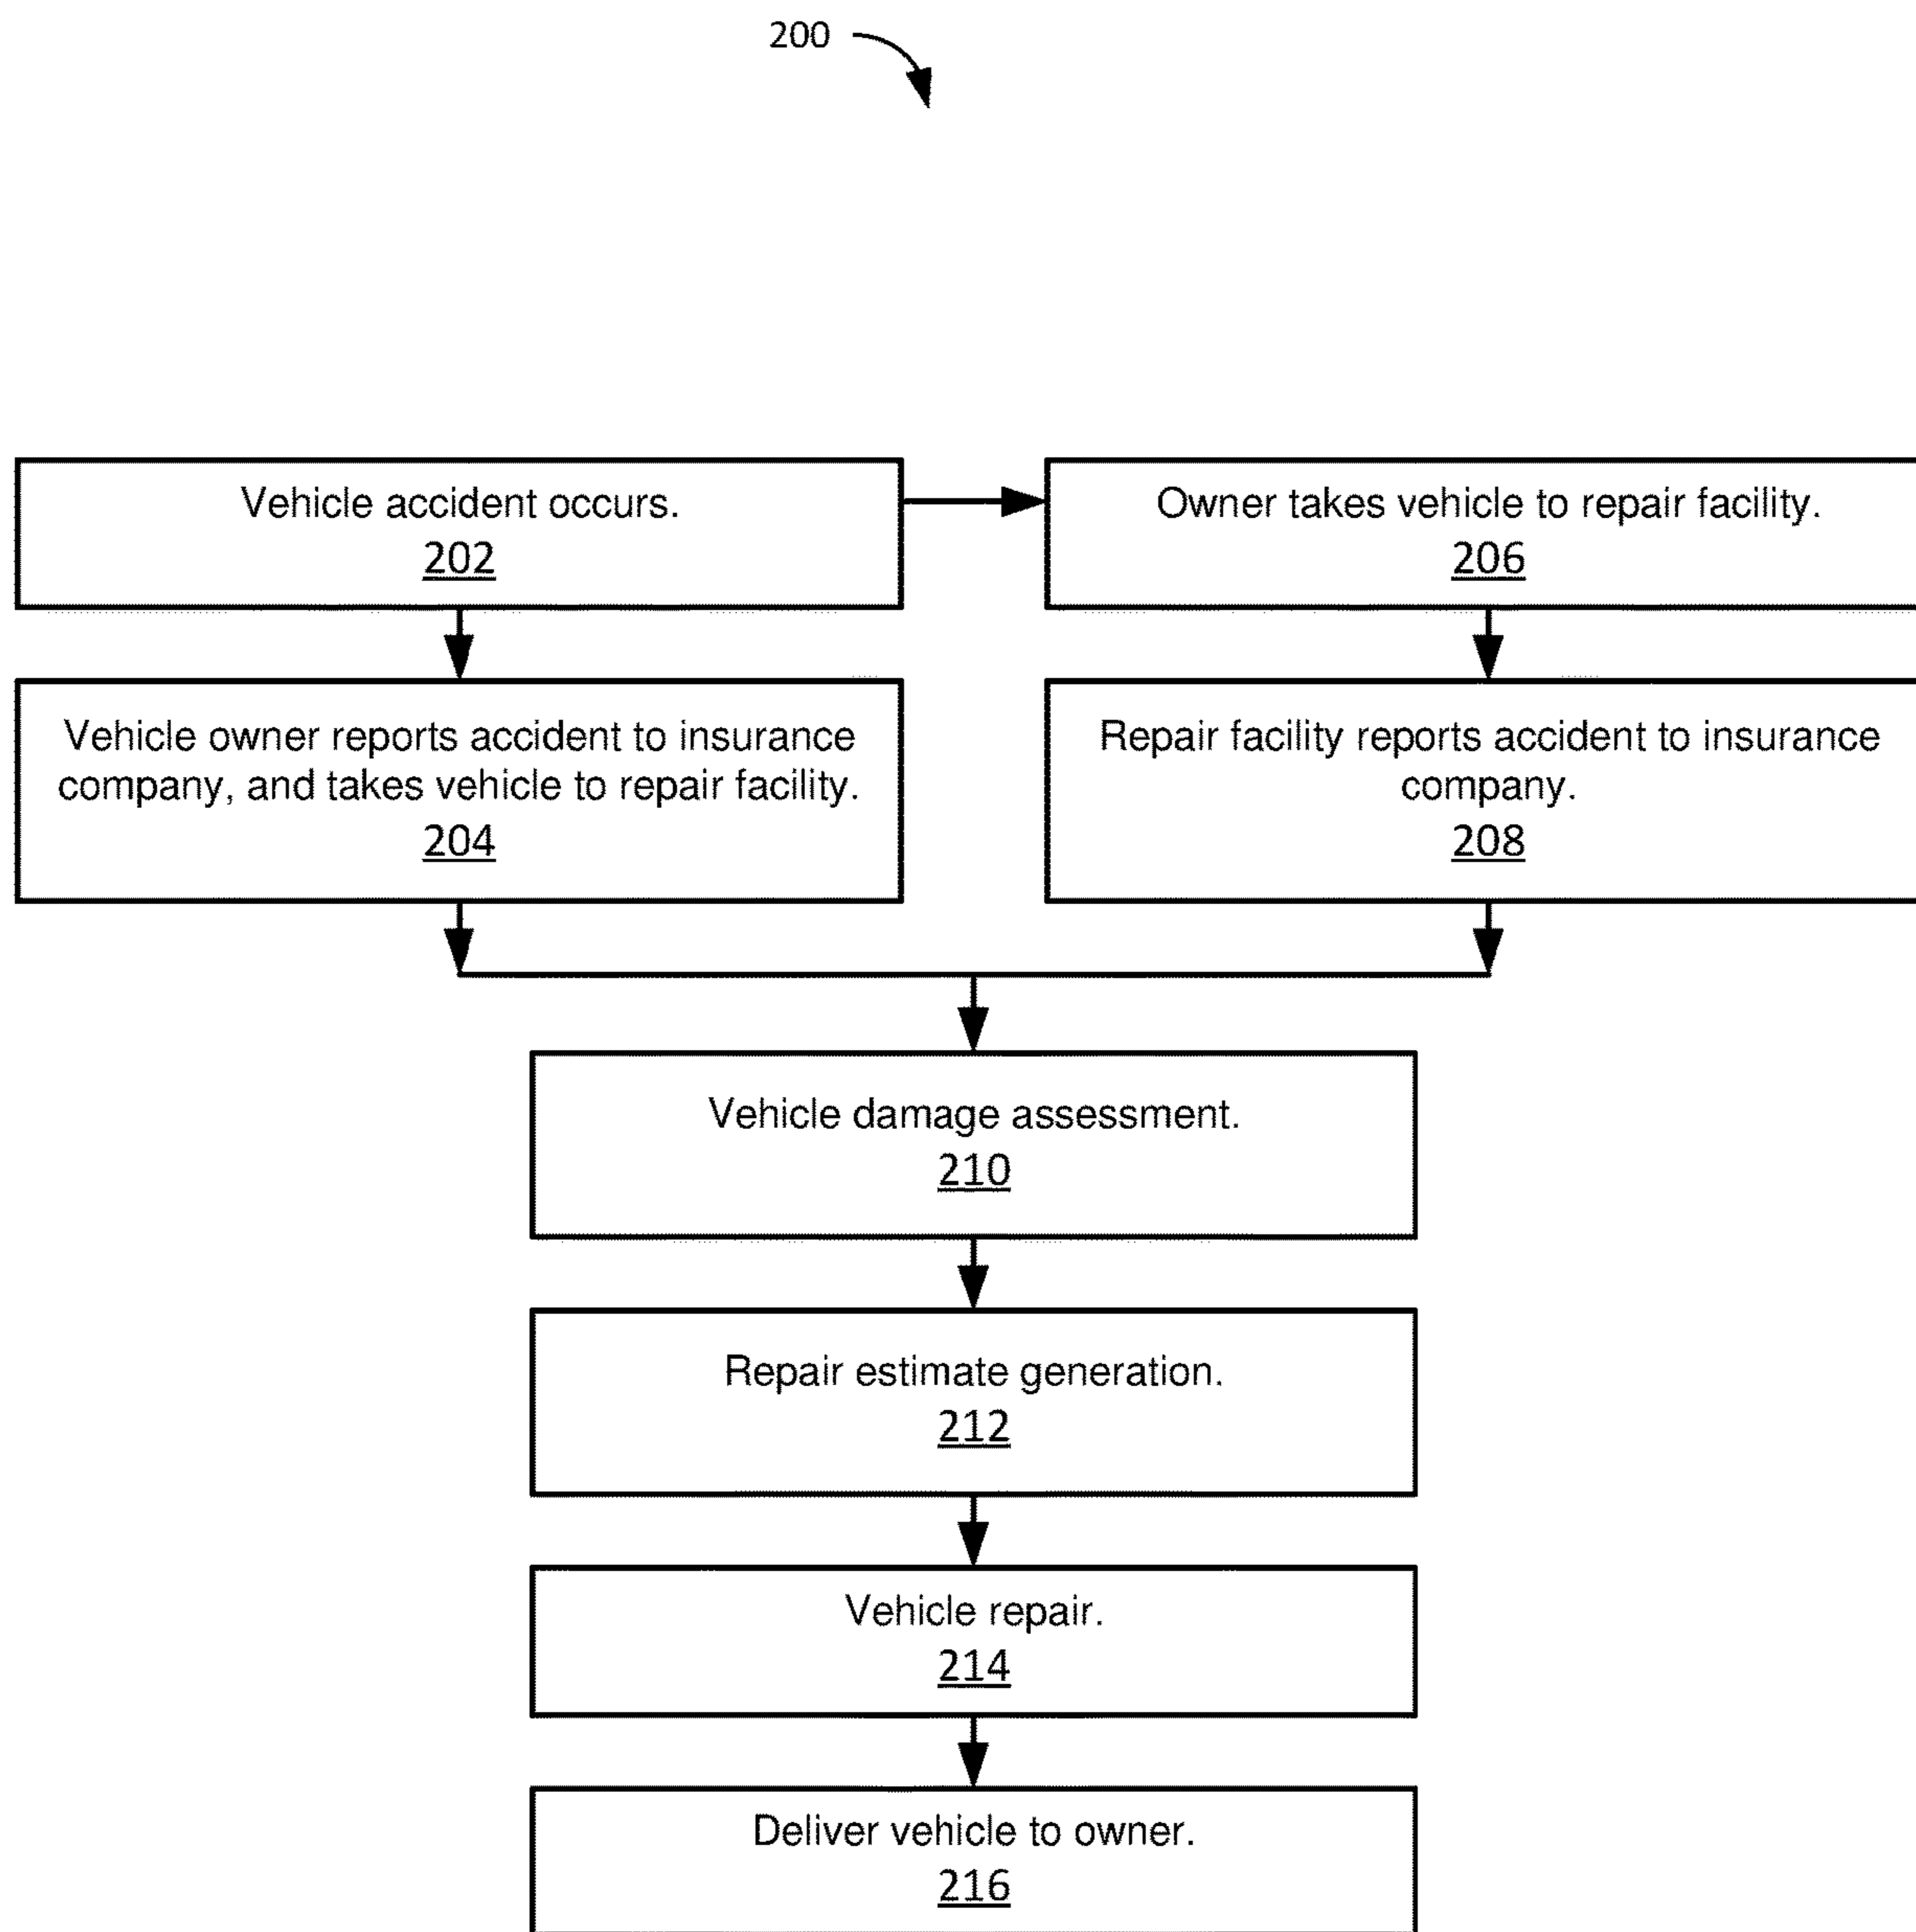 200
Vehicle accident occurs.
202
Owner takes vehicle to repair facility.
206
Vehicle owner reports accident to insurance
company, and takes vehicle to repair facility.
204
Repair facility reports accident to insurance
company.
208
Vehicle damage assessment.
210
Repair estimate generation.
212
Vehicle repair.
214
Deliver vehicle to owner.
216